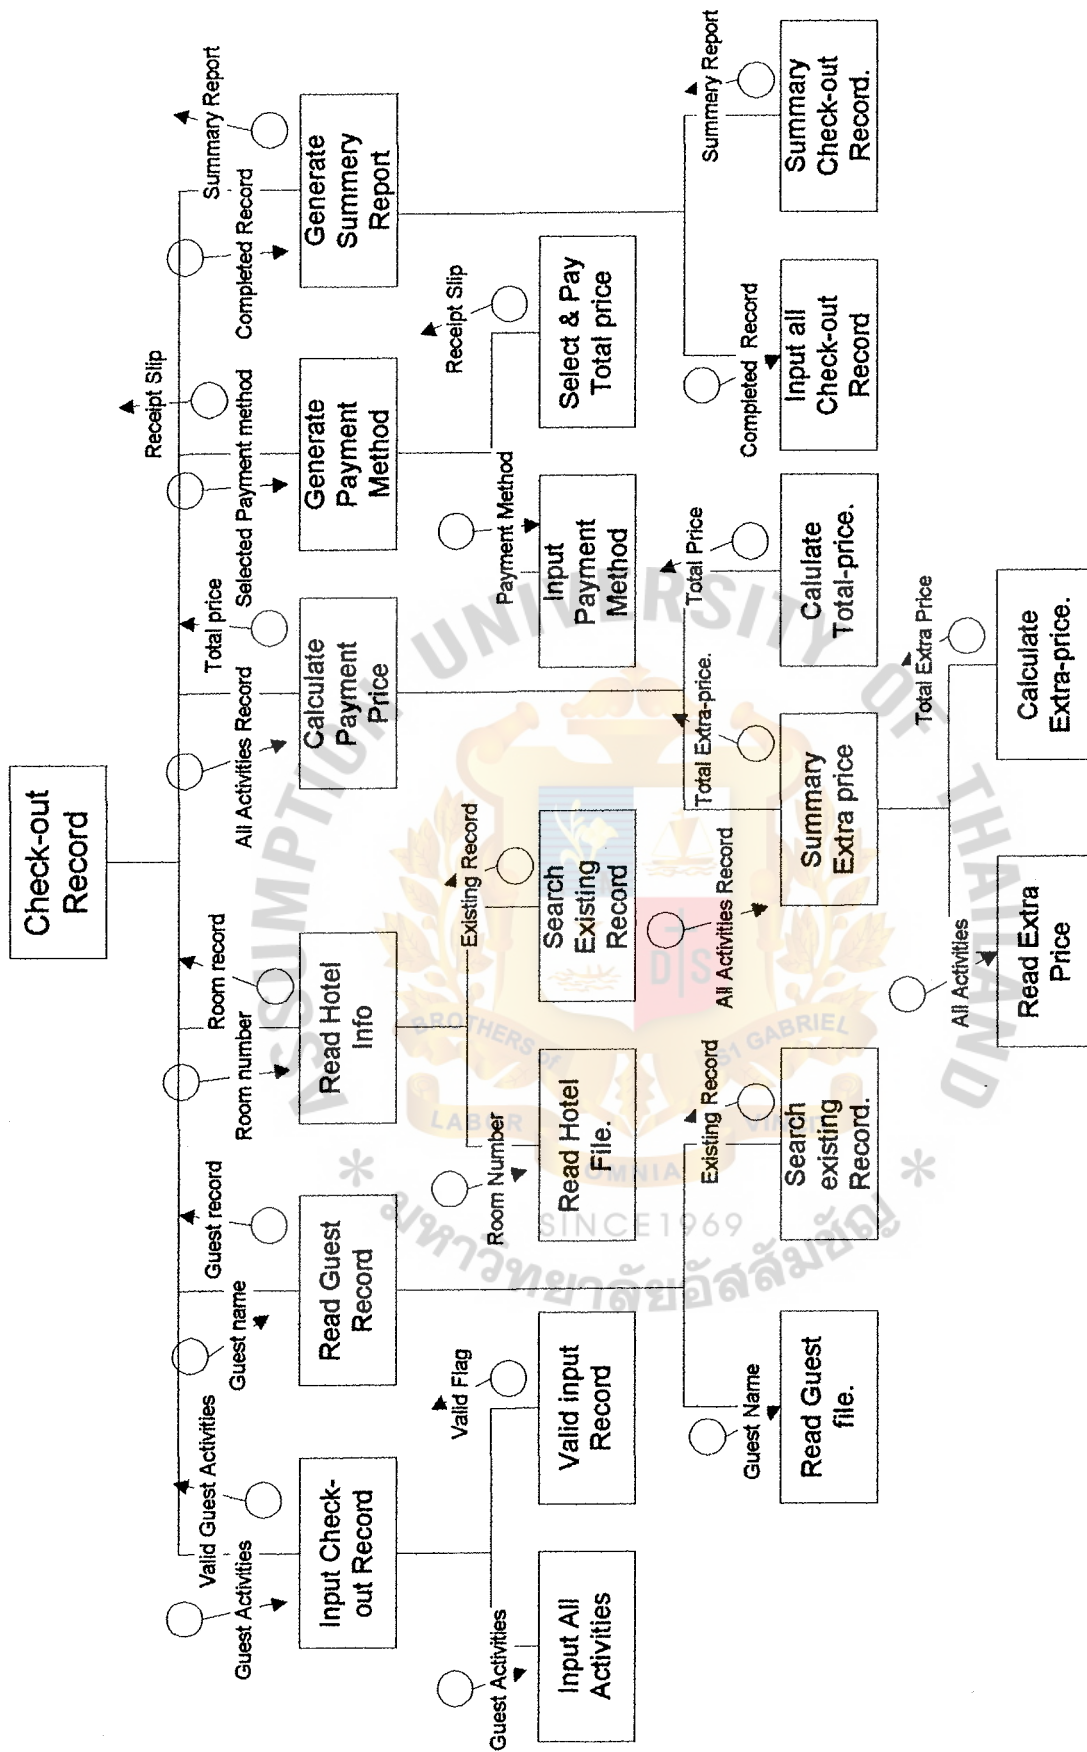 Check-out
Record
Guest Activities
Valid Guest Activities
Guest name
Guest record
Room number
Room record
All Activities Record
Total price
Selected Payment method
Receipt Slip
Completed Record
Summary Report
Input Check-
out Record
Read Guest
Record
Read Hotel
Info
Calculate
Payment
Price
Generate
Payment
Method
Generate
Summery
Report
Guest Activities
Valid Flag
Room Number
Existing Record
Payment Method
Receipt Slip
Input All
Activities
Valid input
Record
Read Hotel
File.
Search
Existing
Record
Input
Payment
Method
Select & Pay
Total price
Guest Name
Existing Record
All Activities Record
Total Extra-price.
Total Price
Completed Record
Summery Report
Read Guest
file.
Search
existing
Record.
Summary
Extra price
Calulate
Total-price.
Input all
Check-out
Record
Summary
Check-out
Record.
All Activities
Total Extra Price
Read Extra
Price
Calculate
Extra-price.
ASSUMPTION UNIVERSITY OF THAILAND
D S
BROTHERS of
S1 GABRIEL
LABOR
OMNIA
SINCE1969
* มหาวิทยาลัยอัสสัมชัญ *